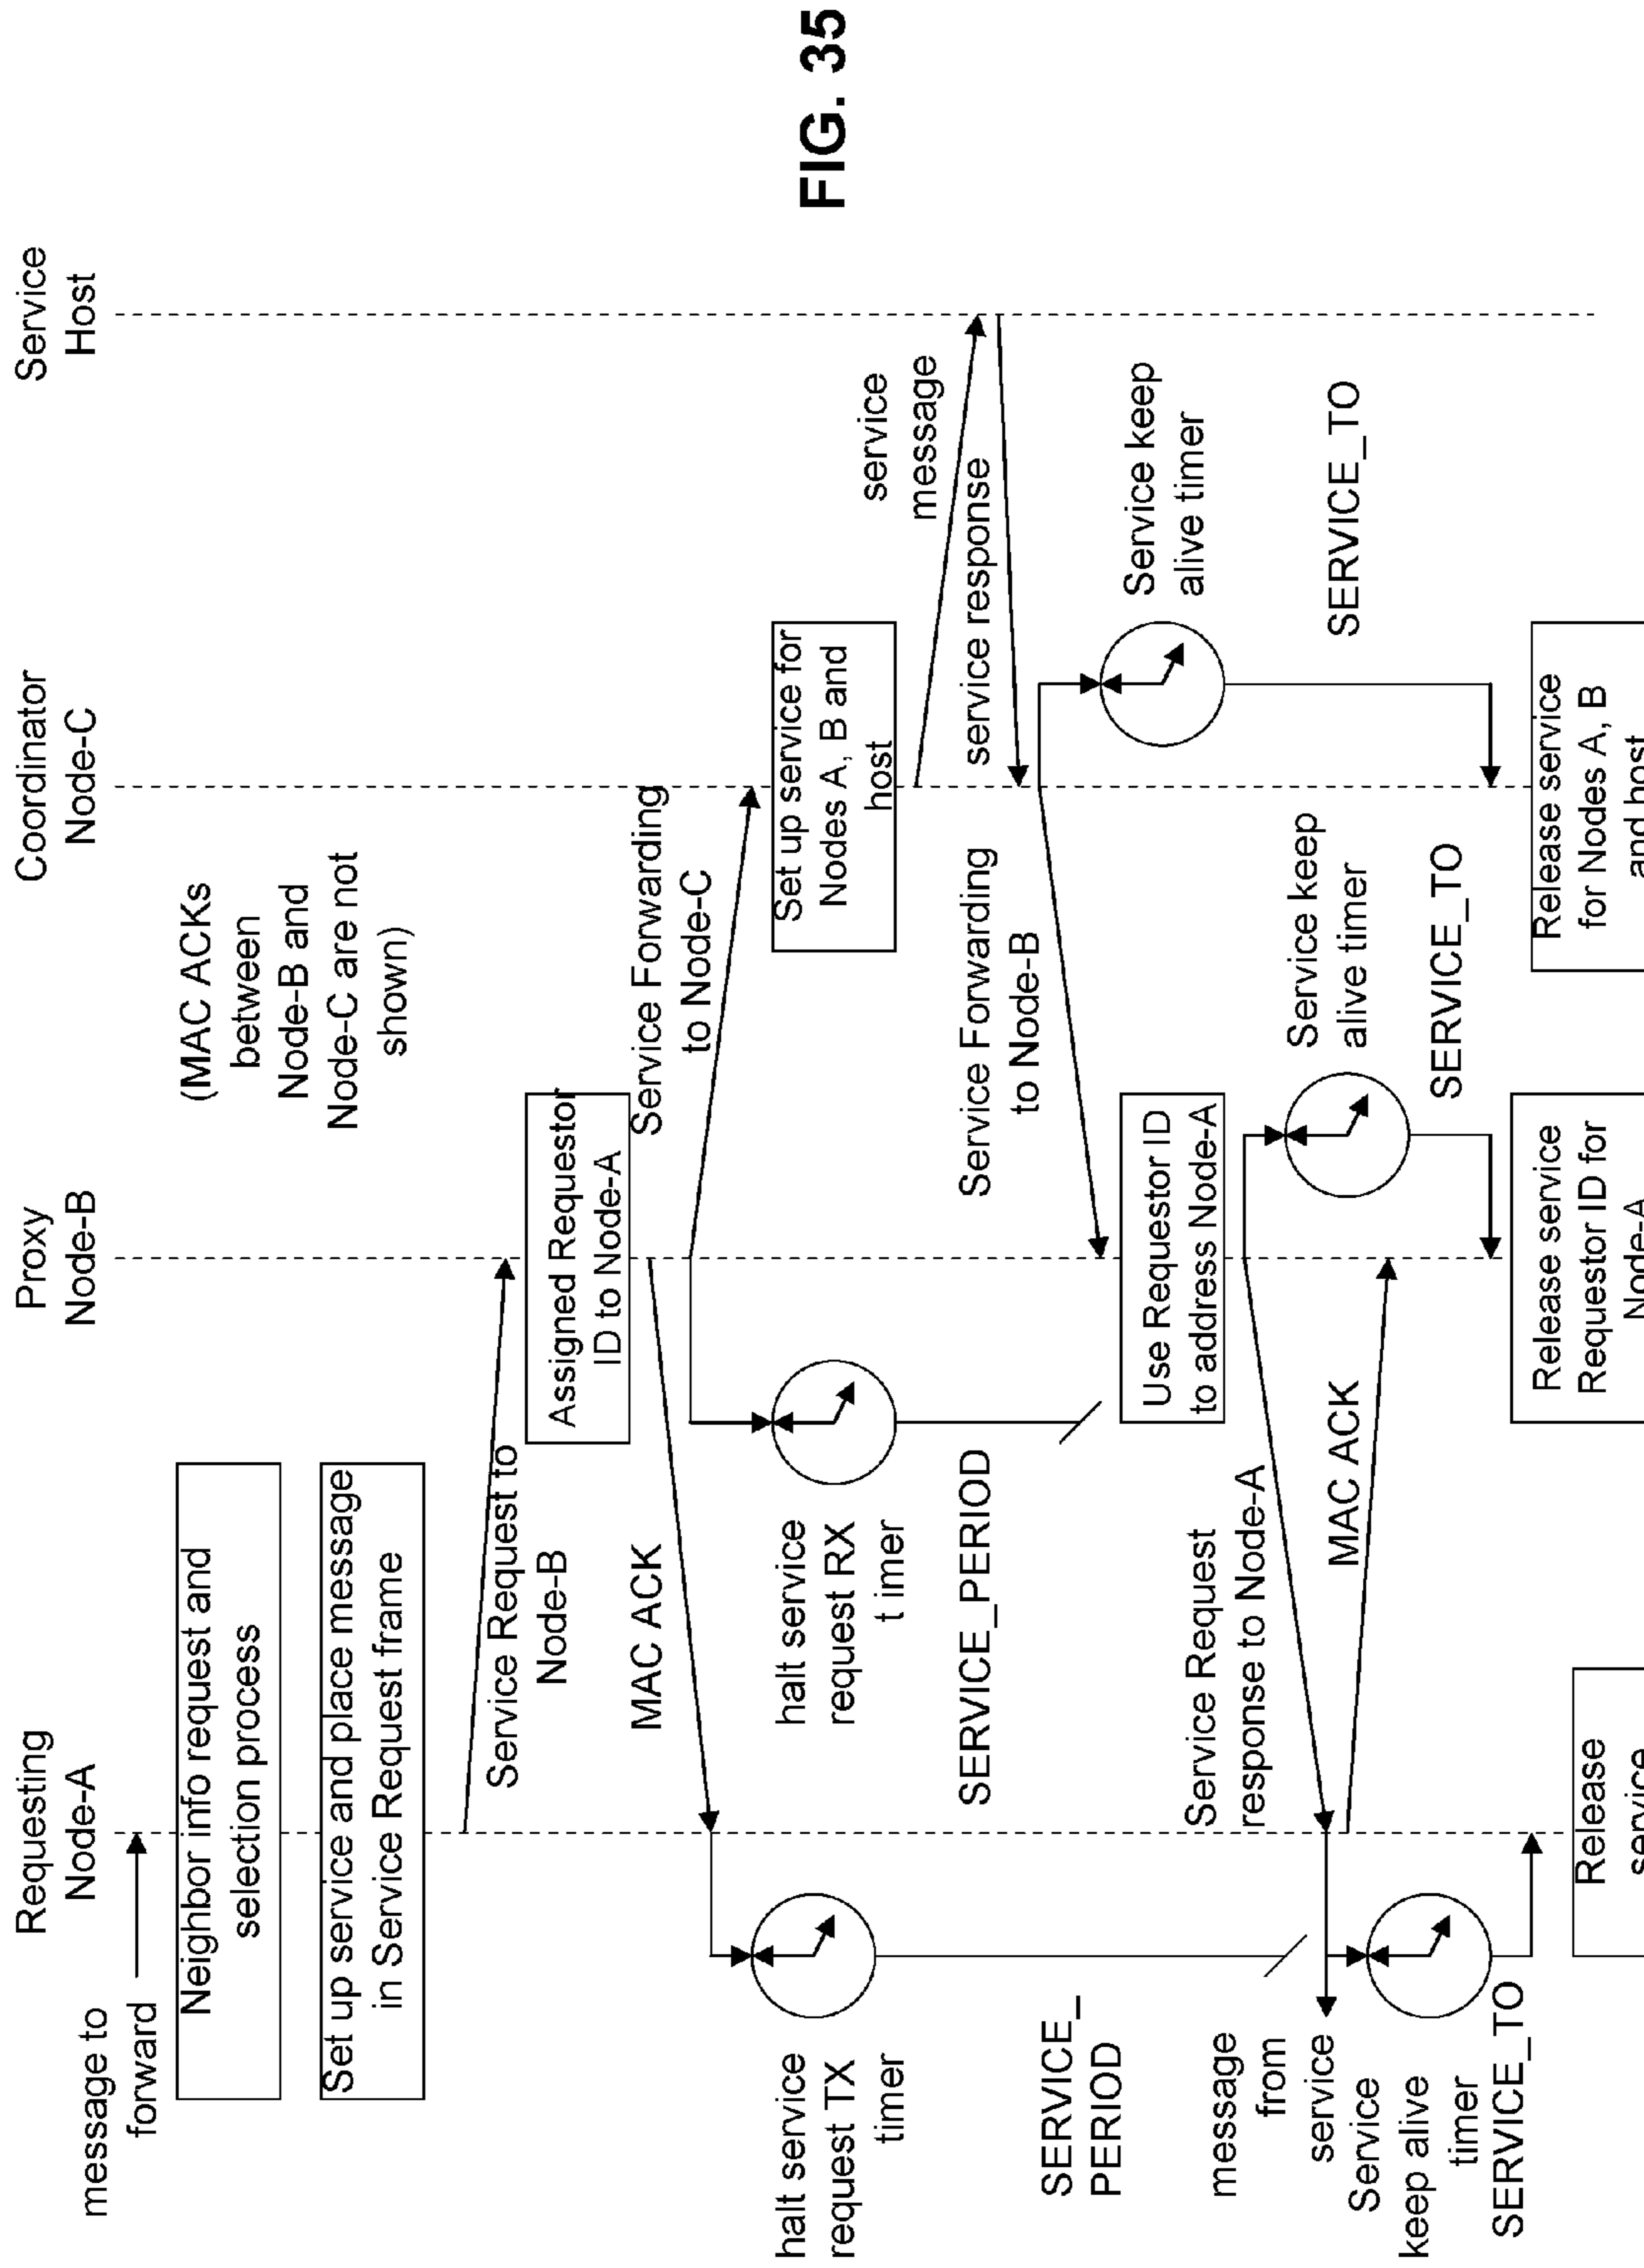 Requesting
Node-A
Proxy
Node-B
Coordinator
Node-C
Service
Host
message to
forward
Neighbor info request and
selection process
Set up service and place message
in Service Request frame
(MAC ACKs
between
Node-B and
Node-C are not
shown)
Service Request to
Node-B
Assigned Requestor
ID to Node-A
MAC ACK
Service Forwarding
to Node-C
halt service
request TX
timer
halt service
request RX
t imer
Set up service for
Nodes A, B and
host
service
message
service response
SERVICE_PERIOD
Service Forwarding
to Node-B
SERVICE_
PERIOD
Use Requestor ID
to address Node-A
Service keep
alive timer
Service Request
response to Node-A
message
from
service
MAC ACK
Service keep
alive timer
SERVICE_TO
Service
keep alive
timer
SERVICE_TO
SERVICE_TO
Release
service
Release service
Requestor ID for
Node-A
Release service
for Nodes A, B
and host
FIG. 35